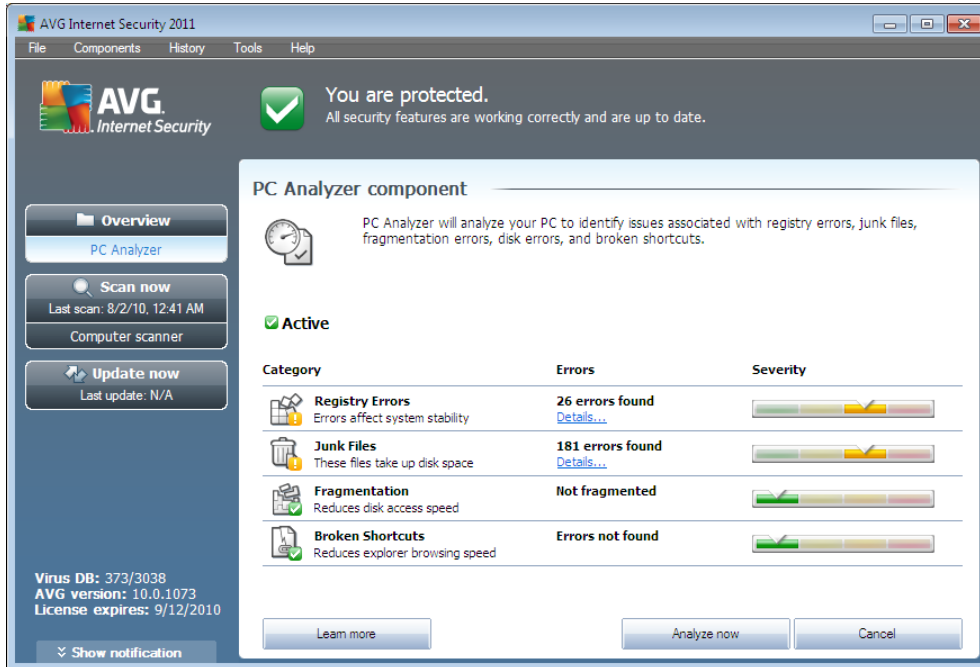 AVG Internet Security 2011
File Components History Tools Help
AVG.
Internet Security
You are protected.
All security features are working correctly and are up to date.
Overview
PC Analyzer
Scan now
Last scan: 8/2/10, 12:41 AM
Computer scanner
Update now
Last update: N/A
Virus DB: 373/3038
AVG version: 10.0.1073
License expires: 9/12/2010
Show notification
PC Analyzer component
PC Analyzer will analyze your PC to identify issues associated with registry errors, junk files,
fragmentation errors, disk errors, and broken shortcuts.
Active
Category Errors Severity
Registry Errors 26 errors found
Errors affect system stability Details...
Junk Files 181 errors found
These files take up disk space Details...
Fragmentation Not fragmented
Reduces disk access speed
Broken Shortcuts Errors not found
Reduces explorer browsing speed
Learn more Analyze now Cancel